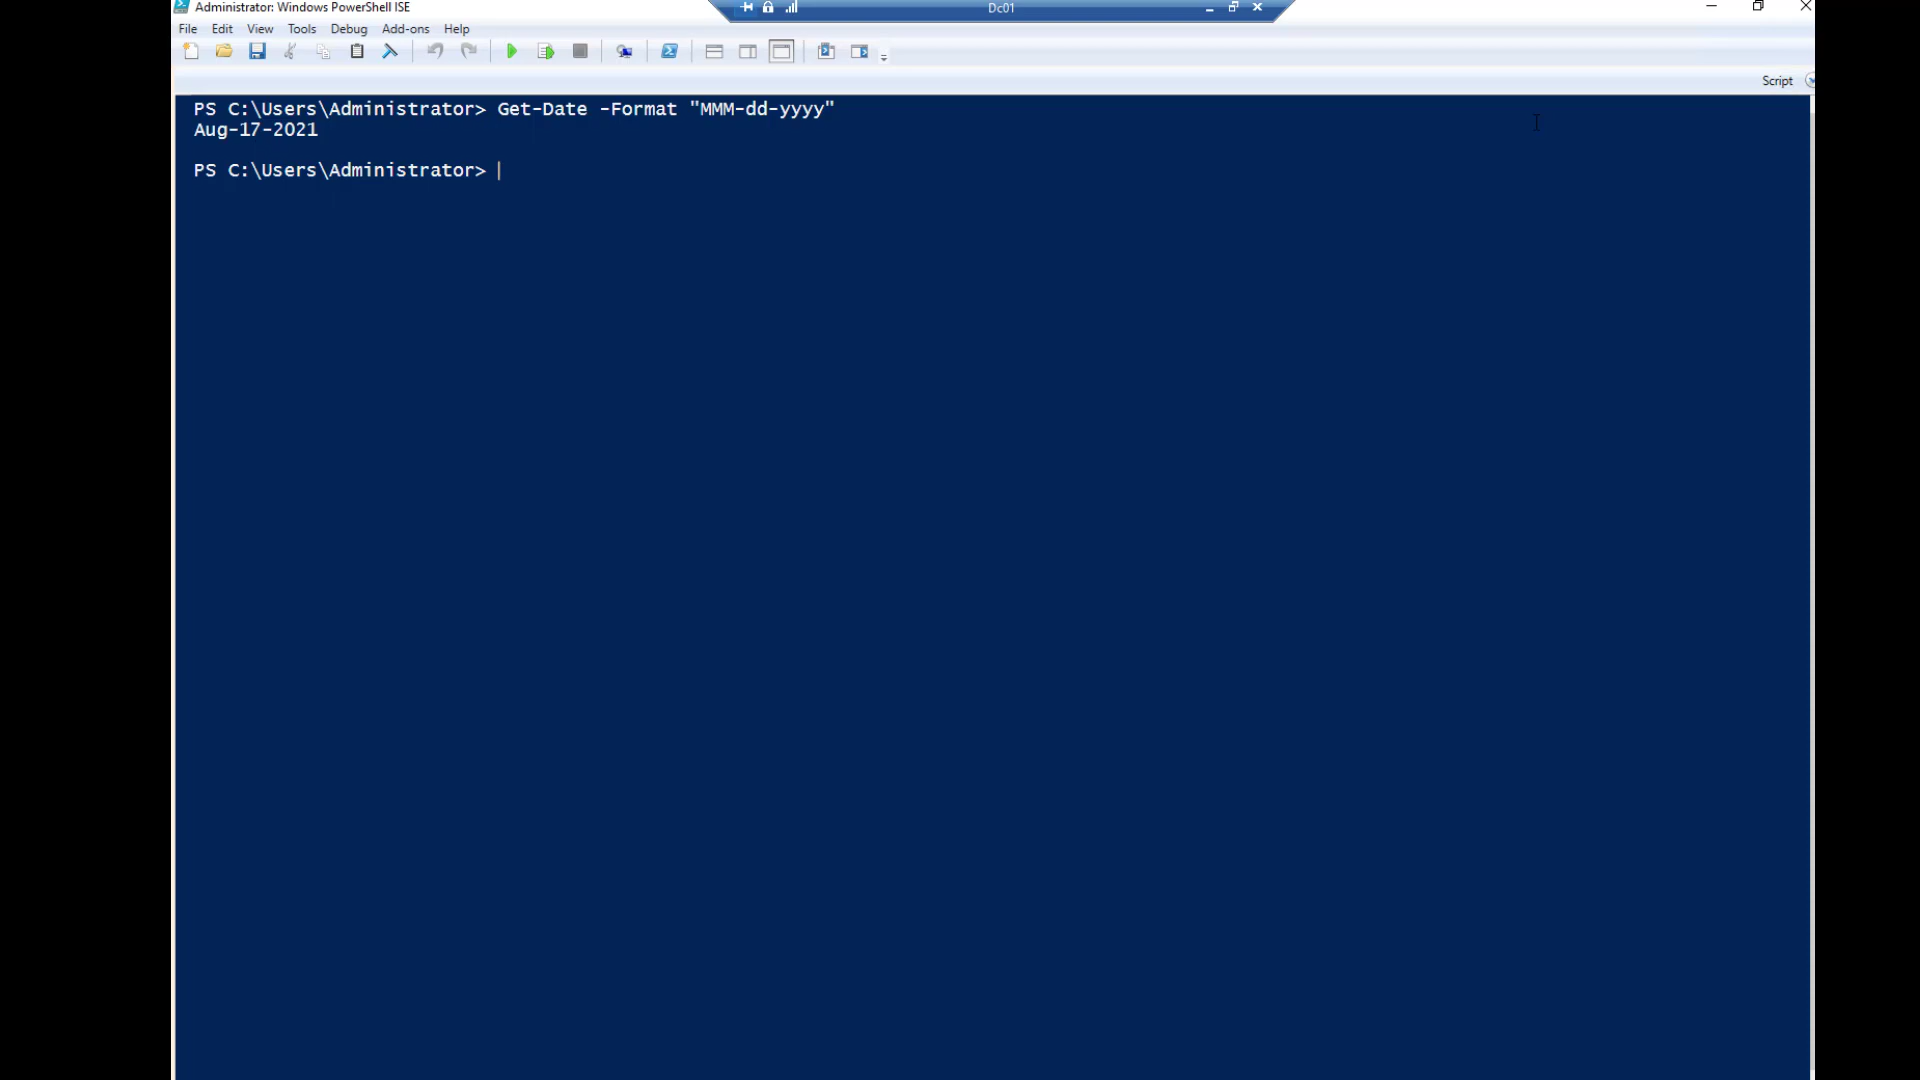 Administrator: Windows PowerShell ISE
Dc01
File Edit View Tools Debug Add-ons Help
Script
PS C:\Users\Administrator> Get-Date -Format "MMM-dd-yyyy"
Aug-17-2021
PS C:\Users\Administrator>